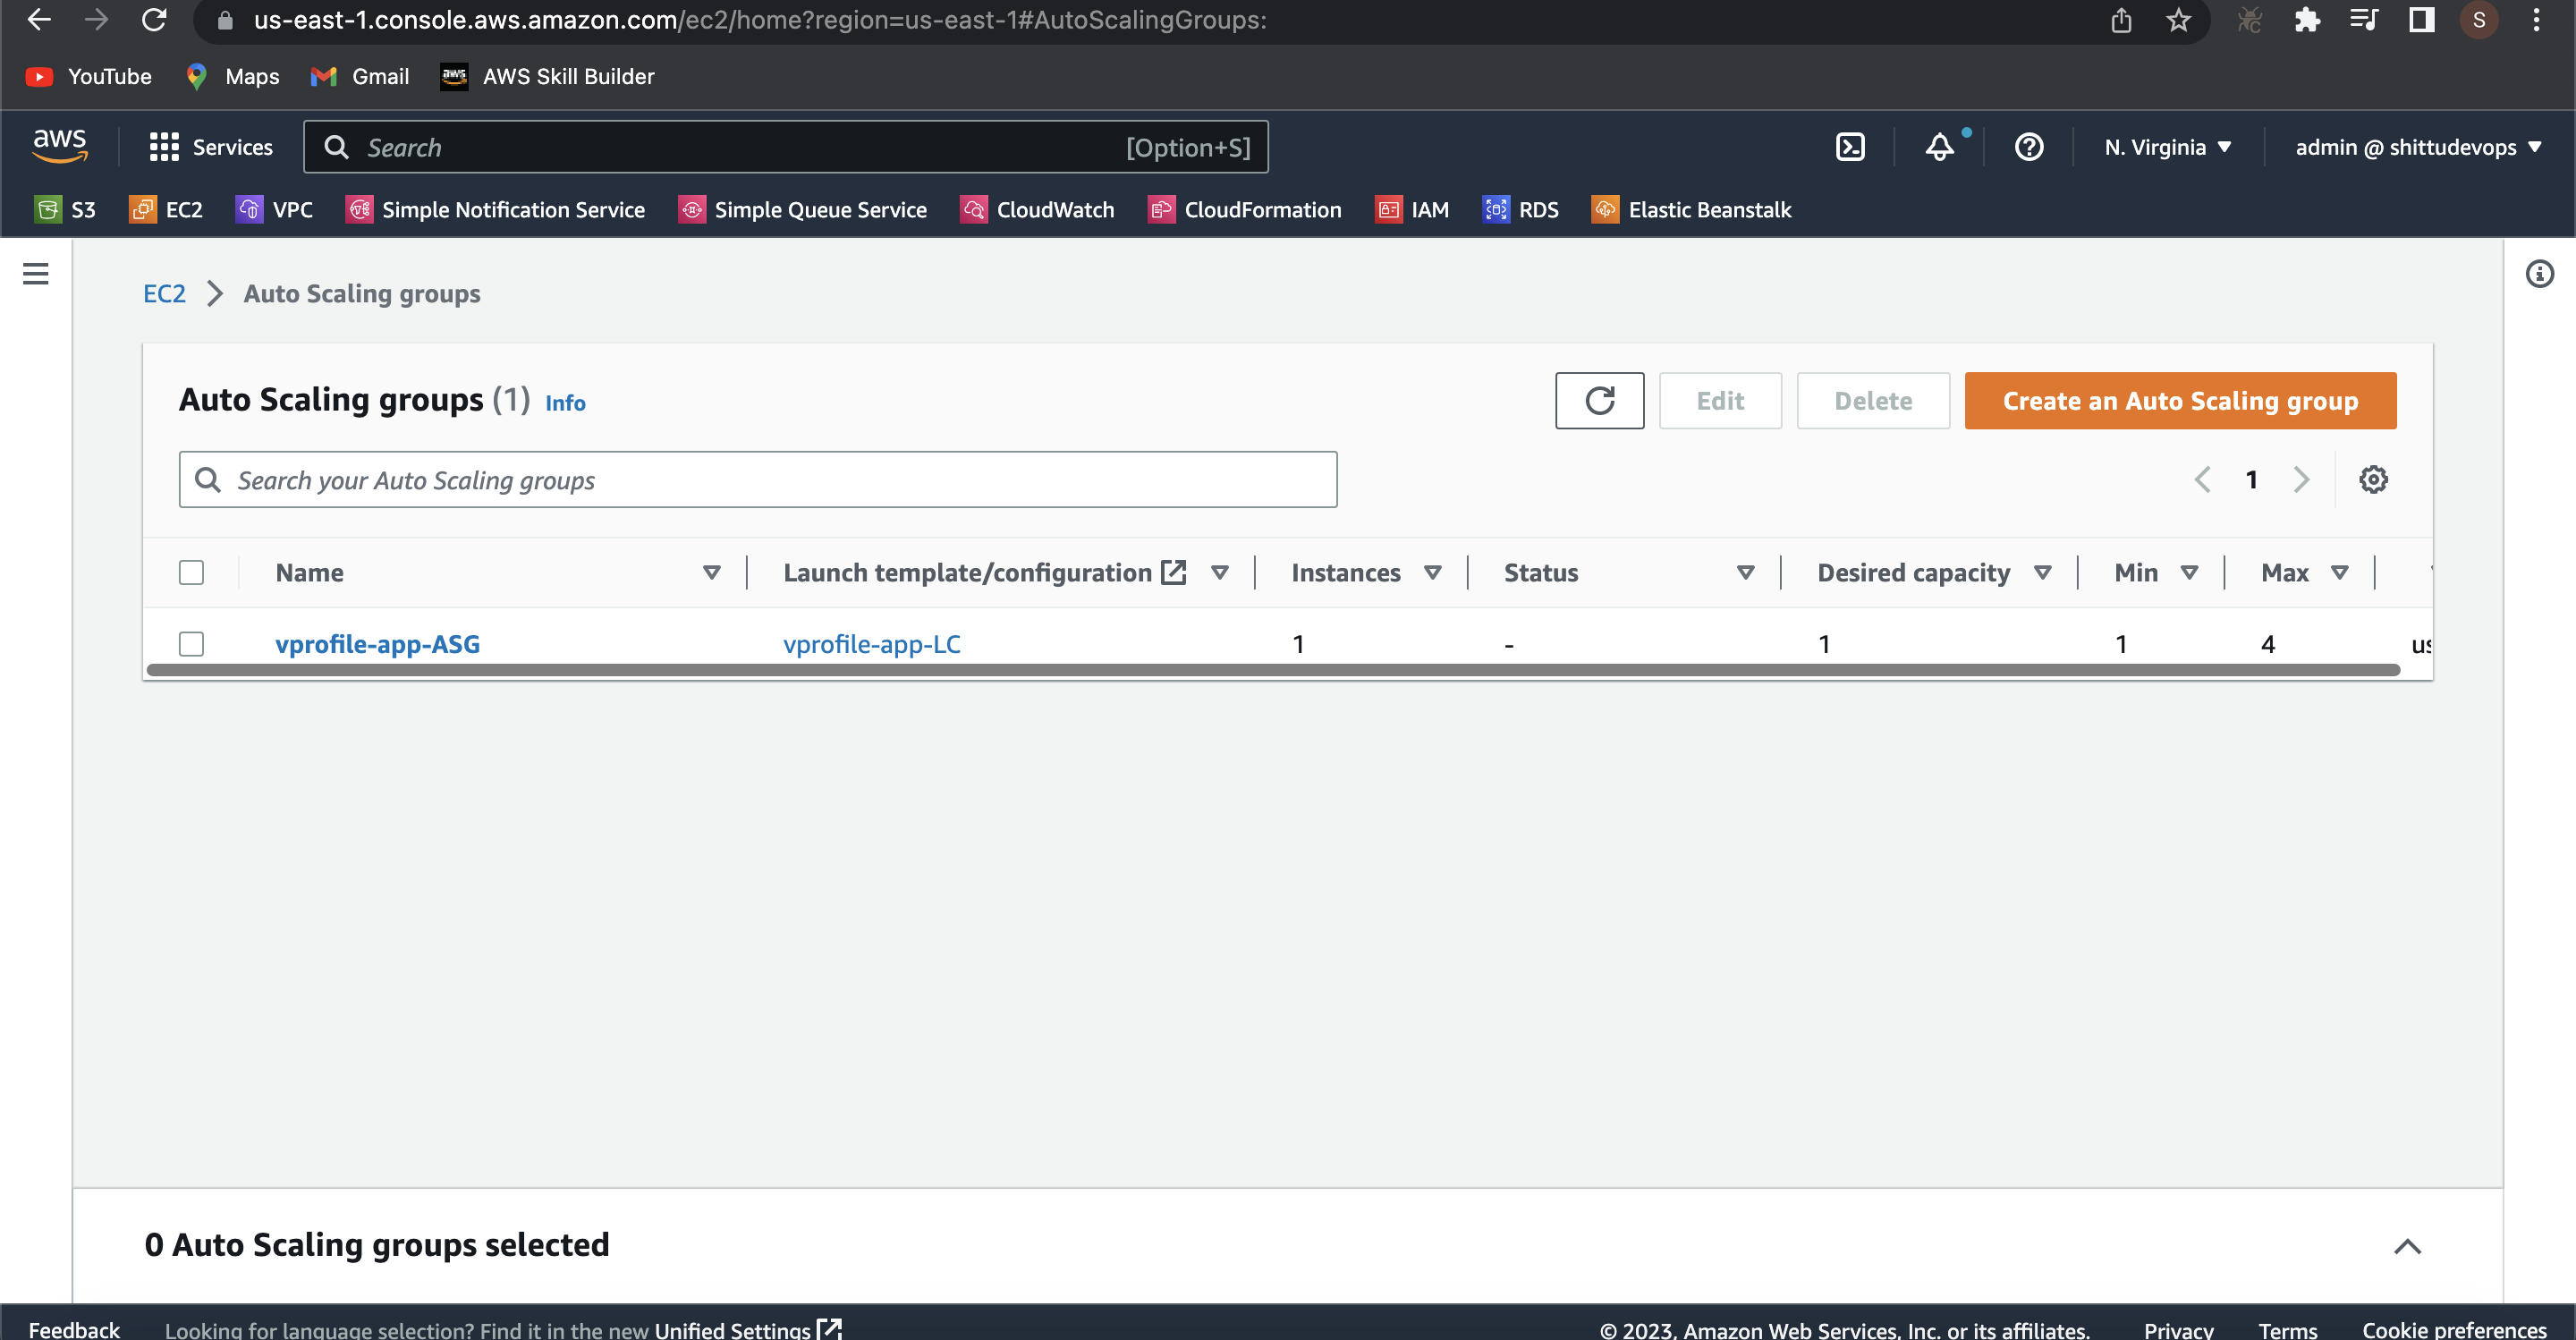 us-east-1.console.aws.amazon.com/ec2/home?region=us-east-1#AutoScalingGroups:
S
YouTube Maps Gmail aws AWS Skill Builder
aws Services Search [Option+S] N. Virginia admin @ shittudevops
S3 EC2 VPC Simple Notification Service Simple Queue Service CloudWatch CloudFormation IAM RDS Elastic Beanstalk
EC2 Auto Scaling groups
Auto Scaling groups (1) Info Edit Delete Create an Auto Scaling group
Search your Auto Scaling groups 1
Name Launch template/configuration Instances Status Desired capacity Min Max
vprofile-app-ASG vprofile-app-LC 1 - 1 1 4 us
0 Auto Scaling groups selected
Feedback Looking for language selection? Find it in the new Unified Settings © 2023, Amazon Web Services, Inc. or its affiliates. Privacy Terms Cookie preferences